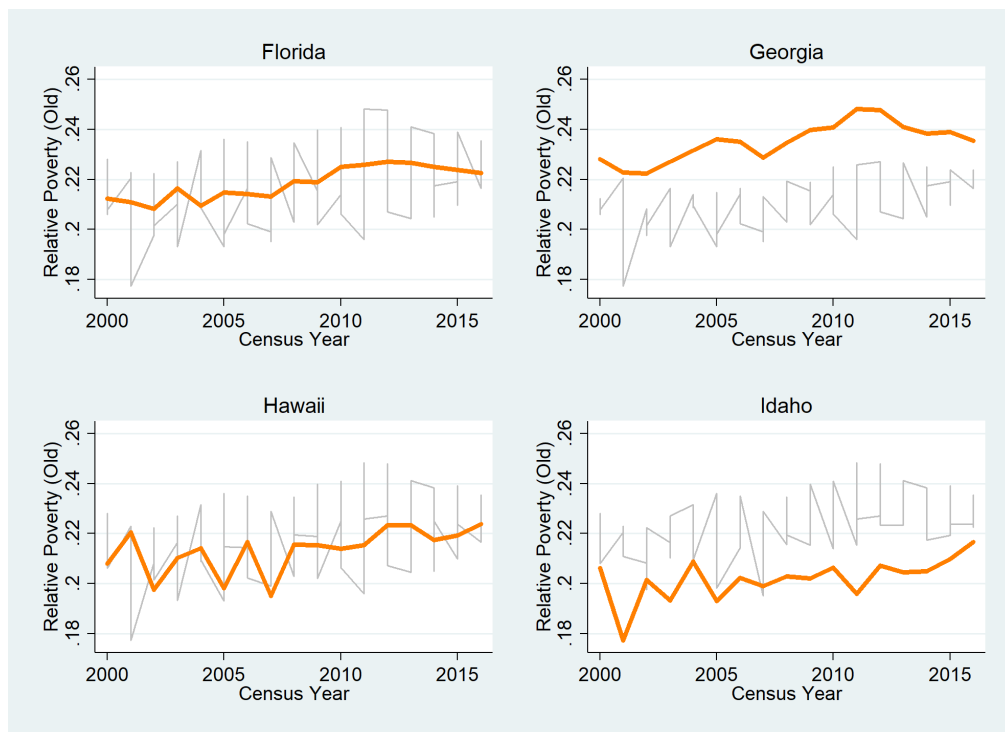 Florida
Relative Poverty (Old)
.26
.24
.22
.2
.18
2000 2005 2010 2015
Census Year
Georgia
Relative Poverty (Old)
.26
.24
.22
.2
.18
2000 2005 2010 2015
Census Year
Hawaii
Relative Poverty (Old)
.26
.24
.22
.2
.18
2000 2005 2010 2015
Census Year
Idaho
Relative Poverty (Old)
.26
.24
.22
.2
.18
2000 2005 2010 2015
Census Year